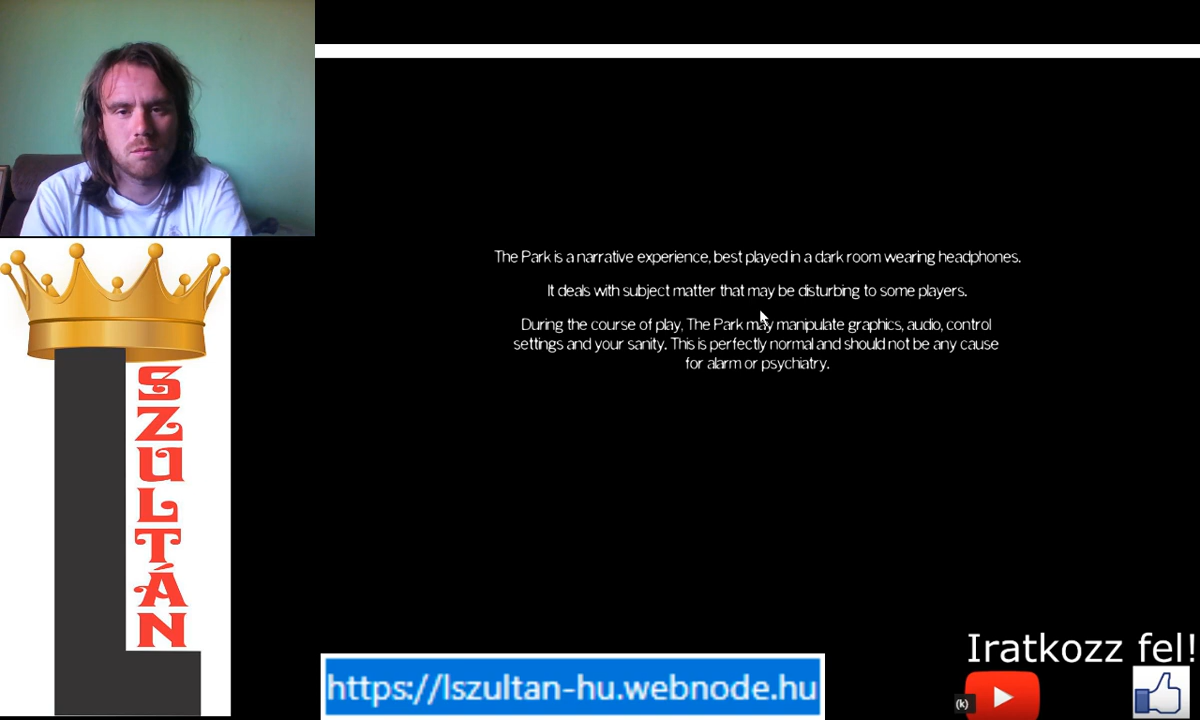 The Park is a narrative experience, best played in a dark room wearing headphones.
It deals with subject matter that may be disturbing to some players.
During the course of play, The Park may manipulate graphics, audio, control
settings and your sanity. This is perfectly normal and should not be any cause
for alarm or psychiatry.
L
SZULTÁN
https://lszultan-hu.webnode.hu
Iratkozz fel!
(k)